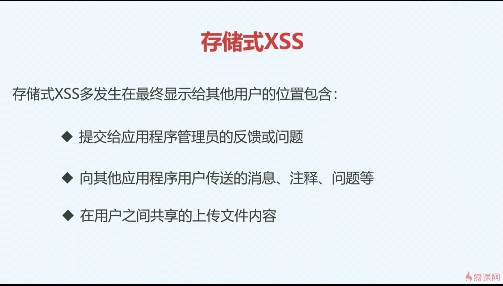 存储式XSS
存储式XSS多发生在最终显示给其他用户的位置包含：
◆ 提交给应用程序管理员的反馈或问题
◆ 向其他应用程序用户传送的消息、注释、问题等
◆ 在用户之间共享的上传文件内容
易课网